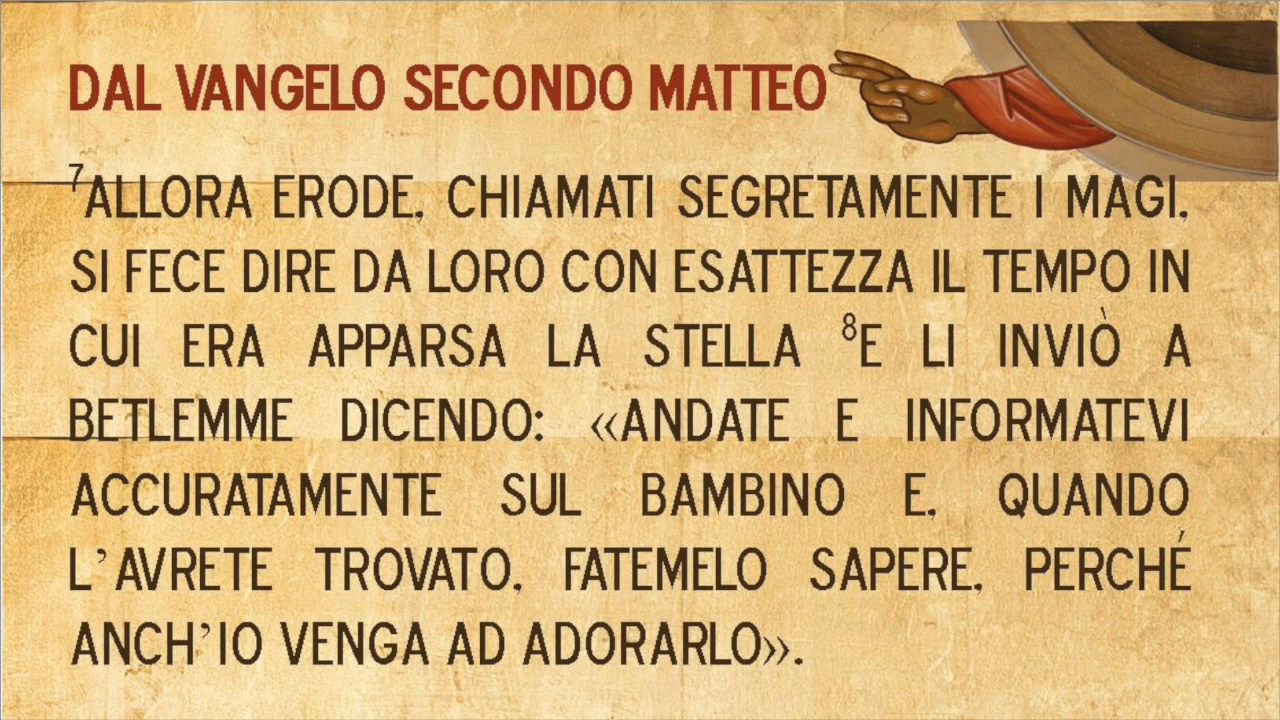 DAL VANGELO SECONDO MATTEO
⁷ALLORA ERODE, CHIAMATI SEGRETAMENTE I MAGI,
SI FECE DIRE DA LORO CON ESATTEZZA IL TEMPO IN
CUI ERA APPARSA LA STELLA ⁸E LI INVIÒ A
BETLEMME DICENDO: «ANDATE E INFORMATEVI
ACCURATAMENTE SUL BAMBINO E, QUANDO
L’AVRETE TROVATO, FATEMELO SAPERE, PERCHÉ
ANCH’IO VENGA AD ADORARLO».